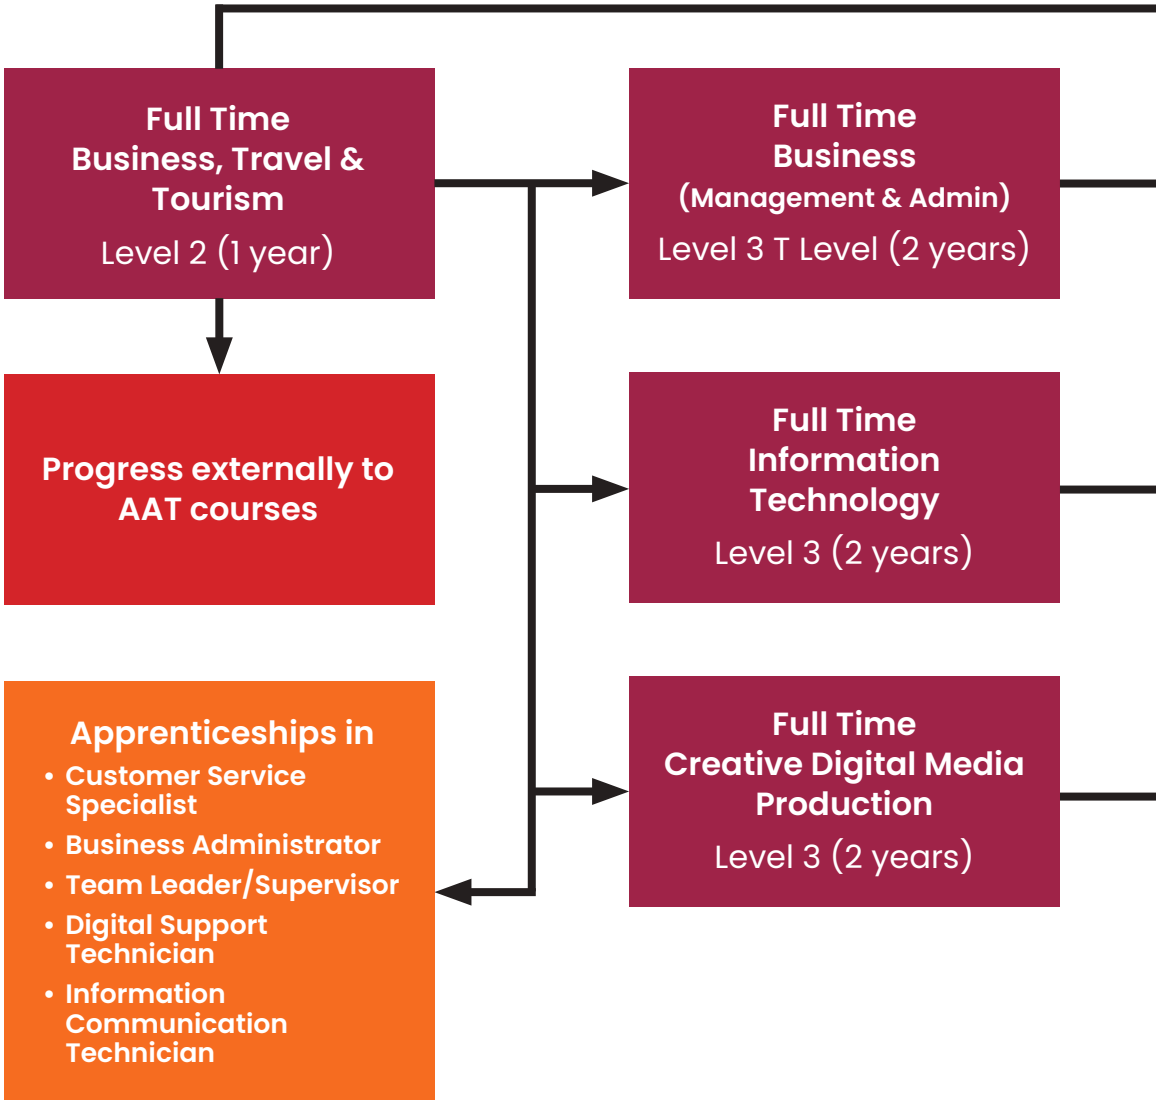 Full Time
Business, Travel &
Tourism
Level 2 (1 year)
Full Time
Business
(Management & Admin)
Level 3 T Level (2 years)
Progress externally to
AAT courses
Full Time
Information
Technology
Level 3 (2 years)
Apprenticeships in
• Customer Service
Specialist
• Business Administrator
• Team Leader/Supervisor
• Digital Support
Technician
• Information
Communication
Technician
Full Time
Creative Digital Media
Production
Level 3 (2 years)